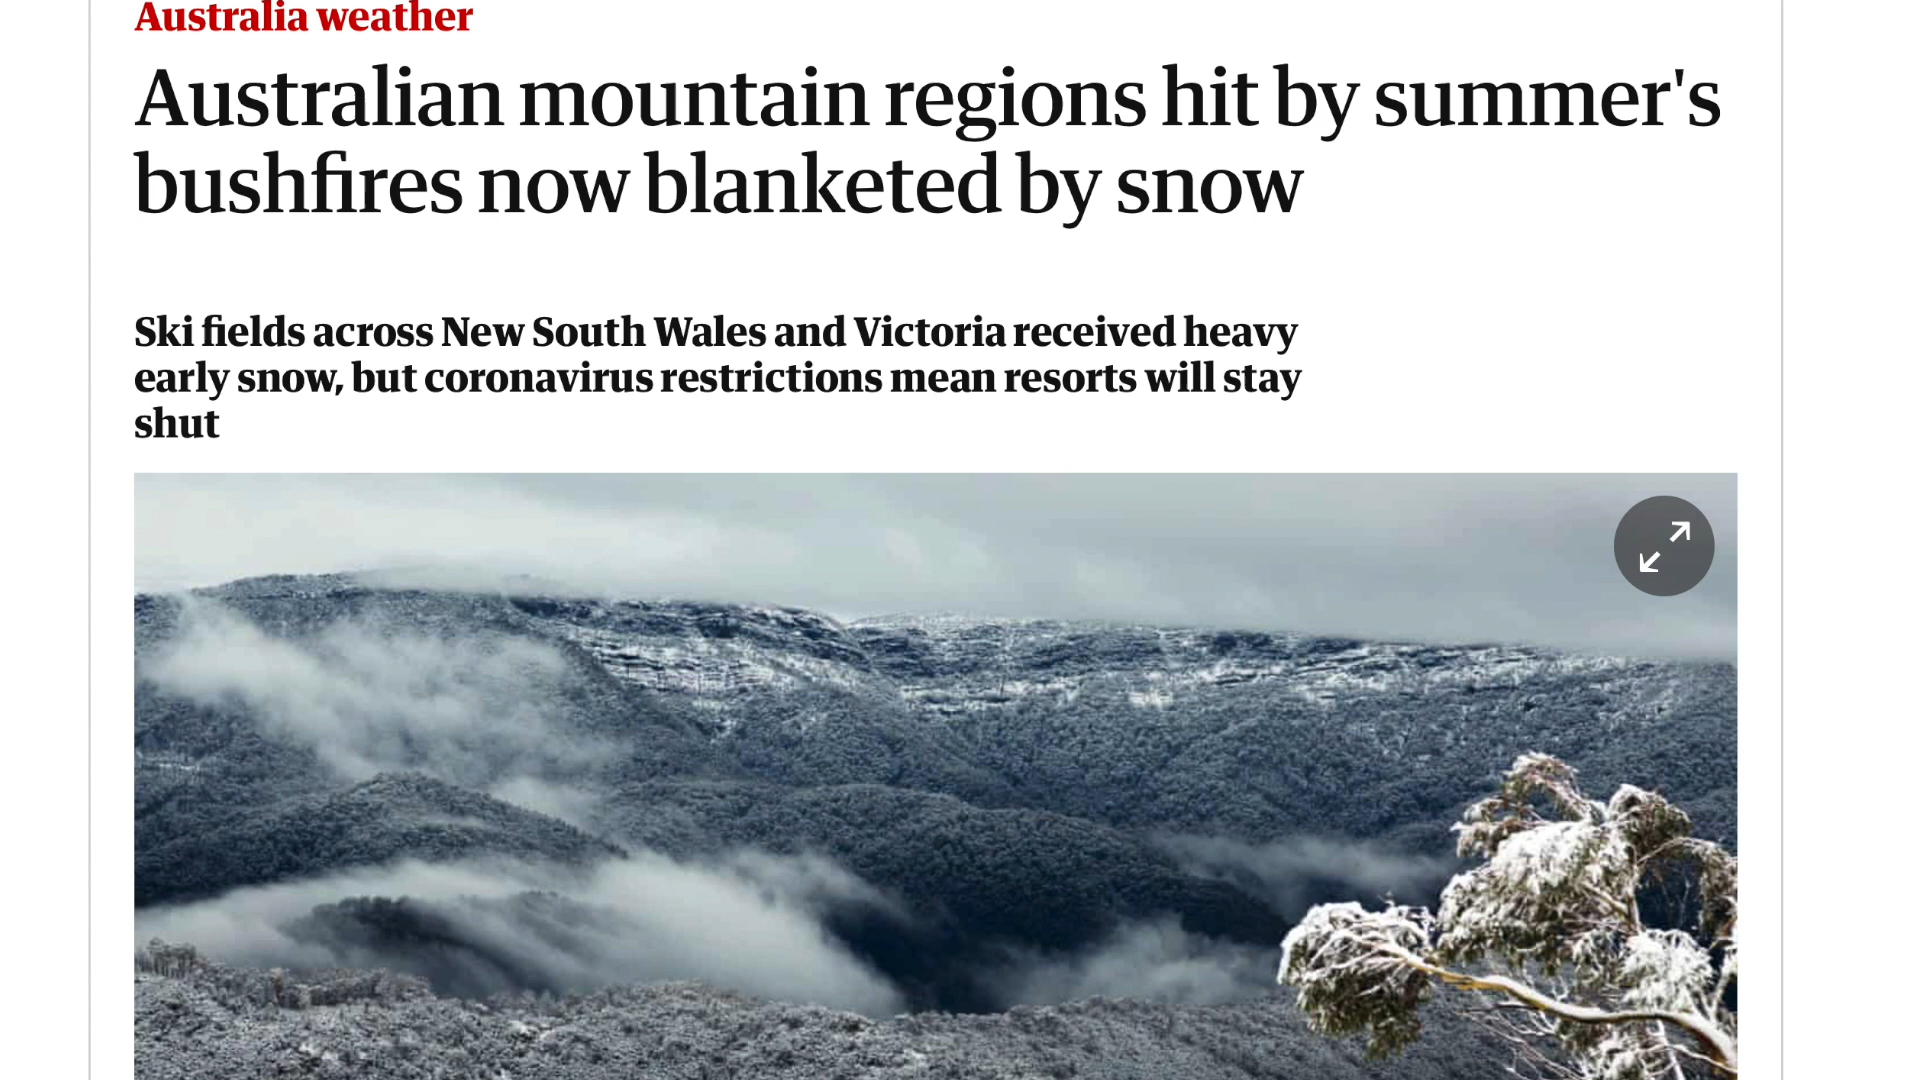 Australia weather
Australian mountain regions hit by summer's
bushfires now blanketed by snow
Ski fields across New South Wales and Victoria received heavy
early snow, but coronavirus restrictions mean resorts will stay
shut